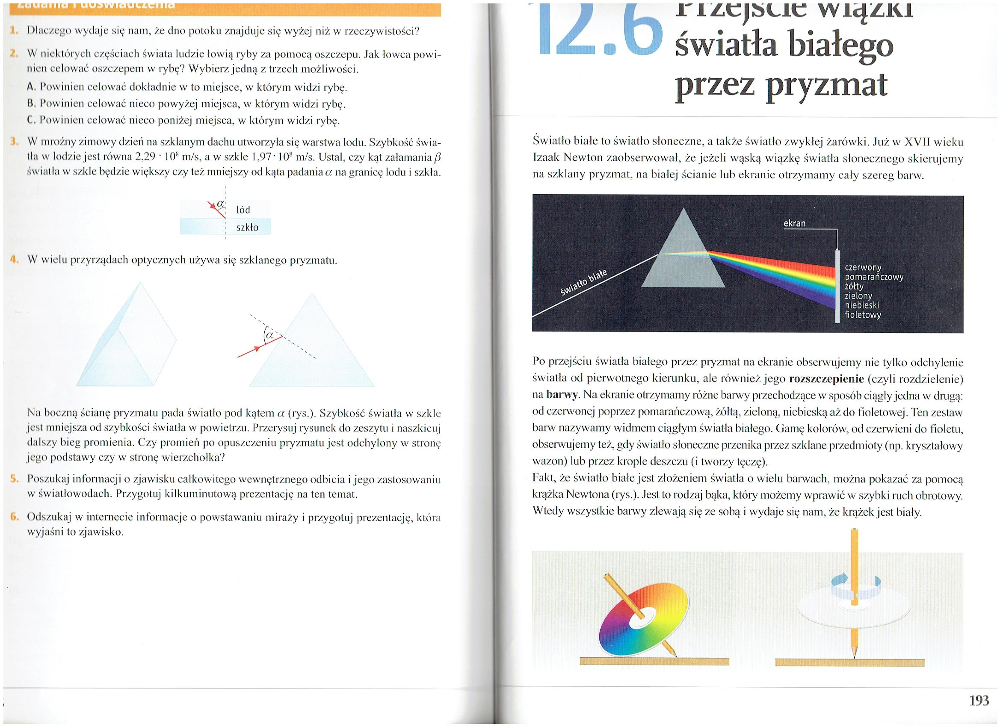 Zadania i doświadczenia
1. Dlaczego wydaje się nam, że dno potoku znajduje się wyżej niż w rzeczywistości?
2. W niektórych częściach świata ludzie łowią ryby za pomocą oszczepu. Jak łowca powi-
nien celować oszczepem w rybę? Wybierz jedną z trzech możliwości.
A. Powinien celować dokładnie w to miejsce, w którym widzi rybę.
B. Powinien celować nieco powyżej miejsca, w którym widzi rybę.
C. Powinien celować nieco poniżej miejsca, w którym widzi rybę.
3. W mroźny zimowy dzień na szklanym dachu utworzyła się warstwa lodu. Szybkość świa-
tła w lodzie jest równa 2,29 · 10⁸ m/s, a w szkle 1,97 · 10⁸ m/s. Ustal, czy kąt załamania β
światła w szkle będzie większy czy też mniejszy od kąta padania α na granicę lodu i szkła.
α
lód
szkło
4. W wielu przyrządach optycznych używa się szklanego pryzmatu.
α
Na boczną ścianę pryzmatu pada światło pod kątem α (rys.). Szybkość światła w szkle
jest mniejsza od szybkości światła w powietrzu. Przerysuj rysunek do zeszytu i naszkicuj
dalszy bieg promienia. Czy promień po opuszczeniu pryzmatu jest odchylony w stronę
jego podstawy czy w stronę wierzchołka?
5. Poszukaj informacji o zjawisku całkowitego wewnętrznego odbicia i jego zastosowaniu
w światłowodach. Przygotuj kilkuminutową prezentację na ten temat.
6. Odszukaj w internecie informacje o powstawaniu miraży i przygotuj prezentację, która
wyjaśni to zjawisko.
12.6 Przejście wiązki
światła białego
przez pryzmat
Światło białe to światło słoneczne, a także światło zwykłej żarówki. Już w XVII wieku
Izaak Newton zaobserwował, że jeżeli wąską wiązkę światła słonecznego skierujemy
na szklany pryzmat, na białej ścianie lub ekranie otrzymamy cały szereg barw.
ekran
światło białe
czerwony
pomarańczowy
żółty
zielony
niebieski
fioletowy
Po przejściu światła białego przez pryzmat na ekranie obserwujemy nie tylko odchylenie
światła od pierwotnego kierunku, ale również jego rozszczepienie (czyli rozdzielenie)
na barwy. Na ekranie otrzymamy różne barwy przechodzące w sposób ciągły jedna w drugą:
od czerwonej poprzez pomarańczową, żółtą, zieloną, niebieską aż do fioletowej. Ten zestaw
barw nazywamy widmem ciągłym światła białego. Gamę kolorów, od czerwieni do fioletu,
obserwujemy też, gdy światło słoneczne przenika przez szklane przedmioty (np. kryształowy
wazon) lub przez krople deszczu (i tworzy tęczę).
Fakt, że światło białe jest złożeniem światła o wielu barwach, można pokazać za pomocą
krążka Newtona (rys.). Jest to rodzaj bąka, który możemy wprawić w szybki ruch obrotowy.
Wtedy wszystkie barwy zlewają się ze sobą i wydaje się nam, że krążek jest biały.
193